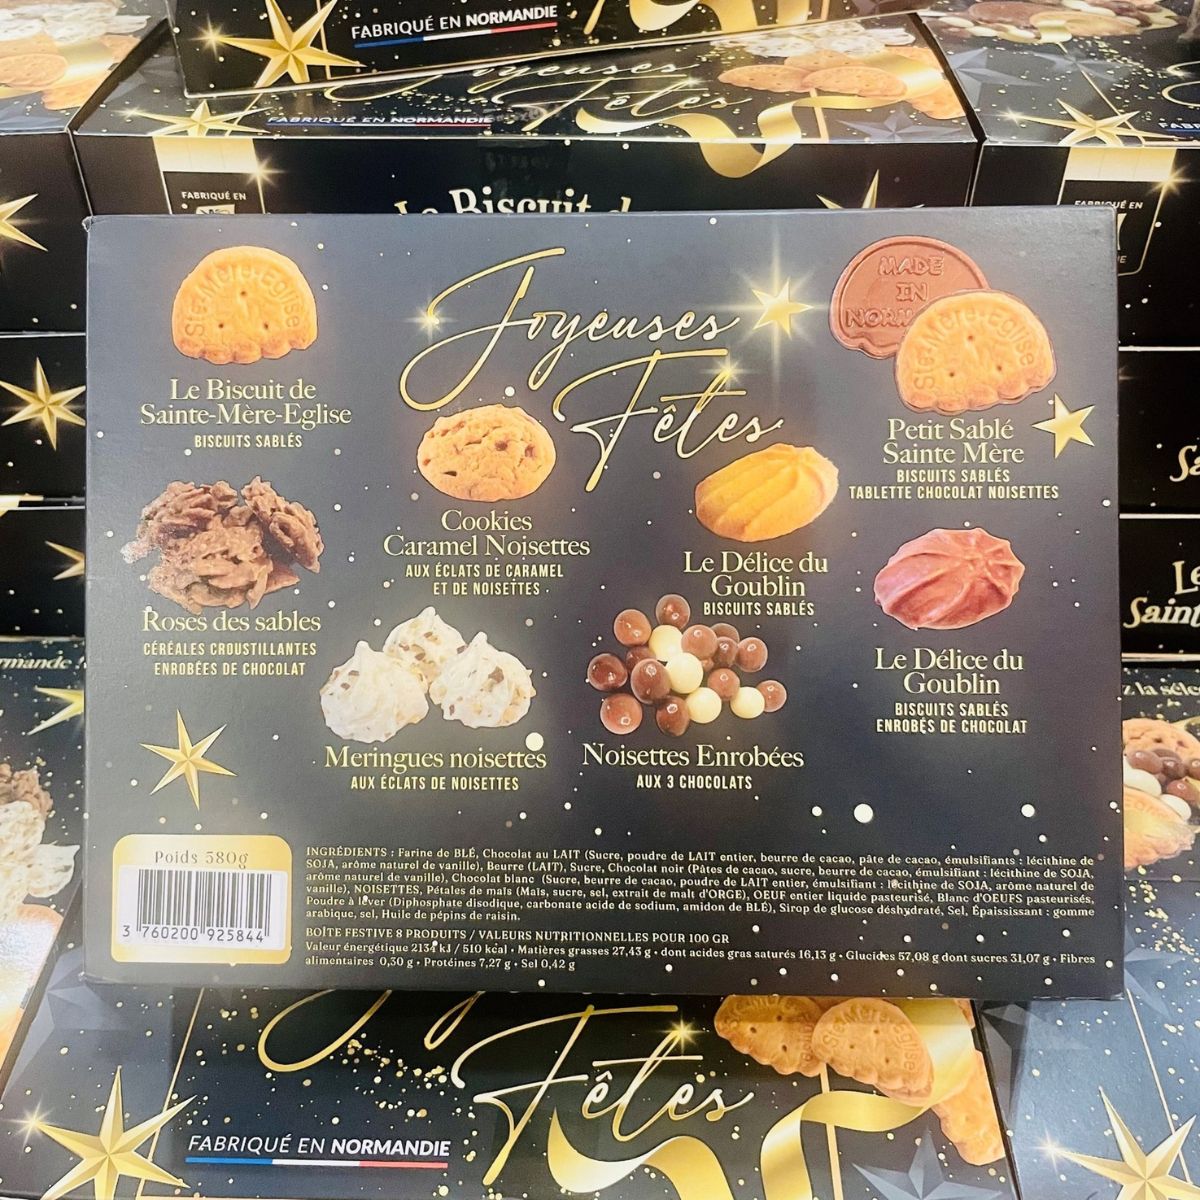 FABRIQUÉ EN NORMANDIE
Joyeuses
Fêtes
FABRIQUÉ EN NORMANDIE
FABRIQUÉ EN
Le Biscuit d
FABRIQUÉ EN
Joyeuses
Fêtes
Ste-Mère-Eglise
Le Biscuit de
Sainte-Mère-Eglise
BISCUITS SABLÉS
MADE
IN
Ste-Mère-Eglise
Petit Sablé
Sainte Mère
BISCUITS SABLÉS
TABLETTE CHOCOLAT NOISETTES
Cookies
Caramel Noisettes
AUX ÉCLATS DE CARAMEL
ET DE NOISETTES
Le Délice du
Goublin
BISCUITS SABLÉS
Roses des sables
CÉRÉALES CROUSTILLANTES
ENROBÉES DE CHOCOLAT
Le Délice du
Goublin
BISCUITS SABLÉS
ENROBÉS DE CHOCOLAT
Meringues noisettes
AUX ÉCLATS DE NOISETTES
Noisettes Enrobées
AUX 3 CHOCOLATS
Poids 380g
3 760200 925844
INGRÉDIENTS : Farine de BLÉ, Chocolat au LAIT (Sucre, poudre de LAIT entier, beurre de cacao, pâte de cacao, émulsifiants : lécithine de
SOJA, arôme naturel de vanille), Beurre (LAIT), Sucre, Chocolat noir (Pâtes de cacao, sucre, beurre de cacao, émulsifiant : lécithine de SOJA,
arôme naturel de vanille), Chocolat blanc (Sucre, beurre de cacao, poudre de LAIT entier, émulsifiant : lécithine de SOJA, arôme naturel de
vanille), NOISETTES, Pétales de maïs (Maïs, sucre, sel, extrait de malt d'ORGE), OEUF entier liquide pasteurisé, Blanc d'OEUFS pasteurisés,
Poudre à lever (Diphosphate disodique, carbonate acide de sodium, amidon de BLÉ), Sirop de glucose déshydraté, Sel, Épaississant : gomme
arabique, sel, Huile de pépins de raisin.
BOÎTE FESTIVE 8 PRODUITS / VALEURS NUTRITIONNELLES POUR 100 GR
Valeur énergétique 2134 kJ / 510 kcal • Matières grasses 27,43 g • dont acides gras saturés 16,13 g • Glucides 57,08 g dont sucres 31,07 g • Fibres
alimentaires 0,30 g • Protéines 7,27 g • Sel 0,42 g
Le
Saint
Fêtes
FABRIQUÉ EN NORMANDIE